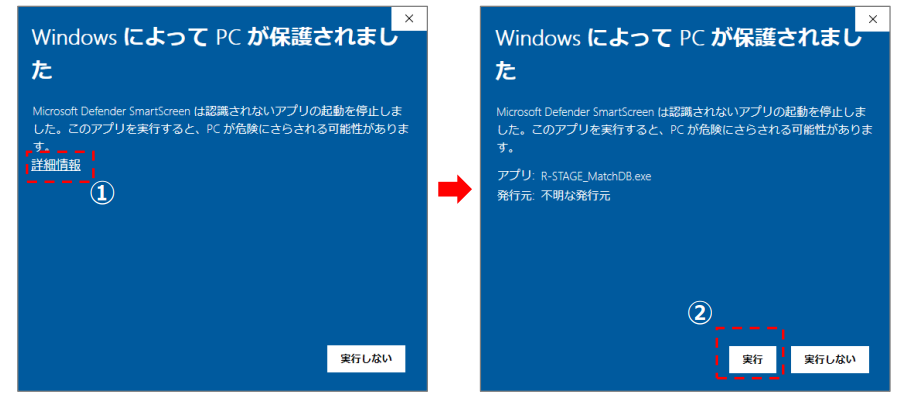 Windows によって PC が保護されまし
た
Microsoft Defender SmartScreen は認識されないアプリの起動を停止しま
した。このアプリを実行すると、PC が危険にさらされる可能性がありま
す。
詳細情報
①
実行しない
Windows によって PC が保護されまし
た
Microsoft Defender SmartScreen は認識されないアプリの起動を停止しま
した。このアプリを実行すると、PC が危険にさらされる可能性がありま
す。
アプリ: R-STAGE_MatchDB.exe
発行元: 不明な発行元
②
実行 実行しない